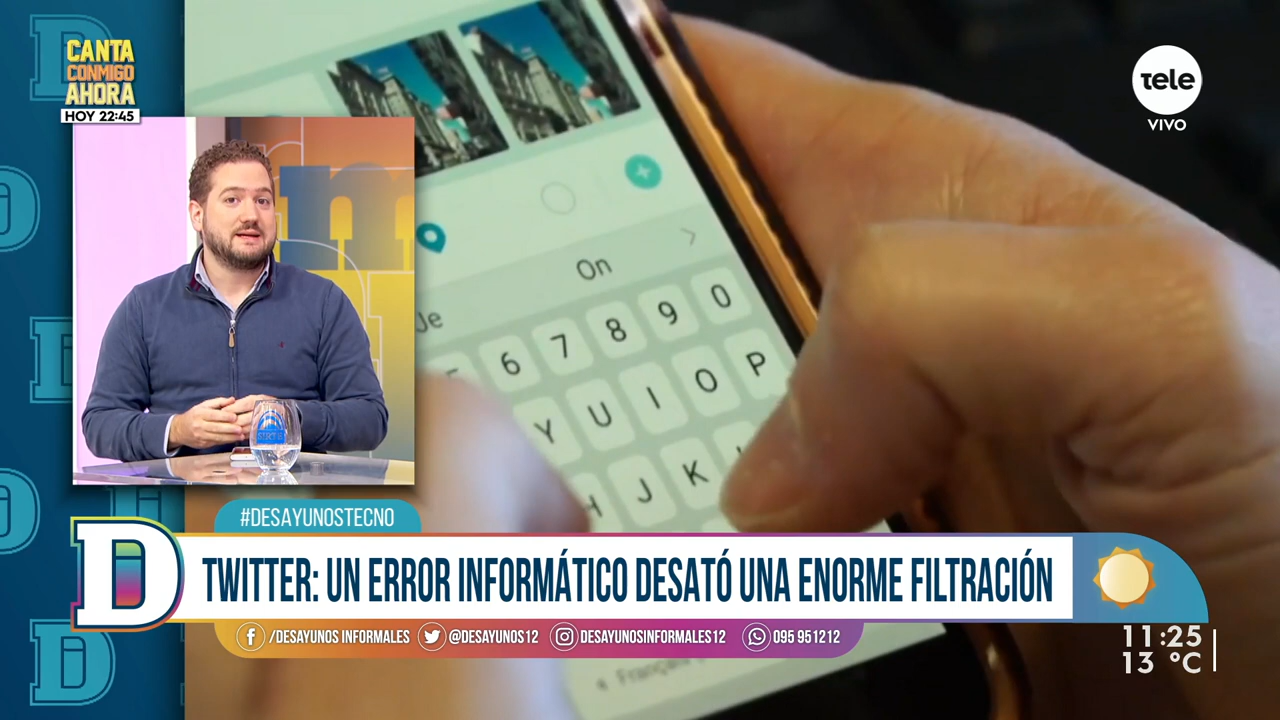 CANTA
CONMIGO
AHORA
HOY 22:45
tele
VIVO
On
Je
6 7 8 9 0
Y U I O P
H J K
#DESAYUNOSTECNO
D
TWITTER: UN ERROR INFORMÁTICO DESATÓ UNA ENORME FILTRACIÓN
/DESAYUNOS INFORMALES @DESAYUNOS12 DESAYUNOSINFORMALES12 095 951212
11:25
13 °C